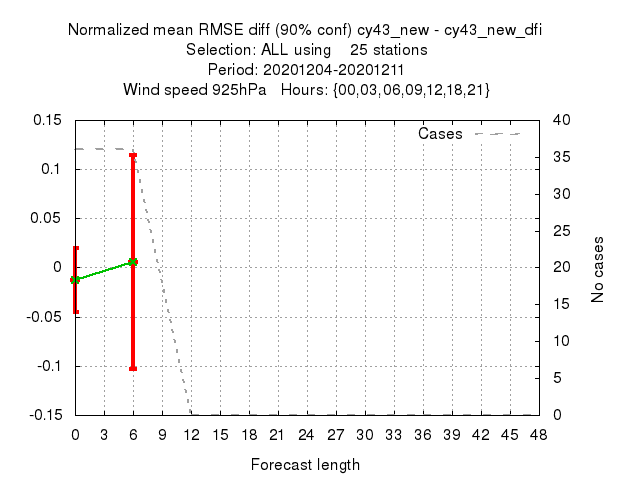 Normalized mean RMSE diff (90% conf) cy43_new - cy43_new_dfi
Selection: ALL using    25 stations
Period: 20201204-20201211
Wind speed 925hPa   Hours: {00,03,06,09,12,18,21}
Cases
0.15
0.1
0.05
0
-0.05
-0.1
-0.15
40
35
30
25
20
15
10
5
0
No cases
0 3 6 9 12 15 18 21 24 27 30 33 36 39 42 45 48
Forecast length